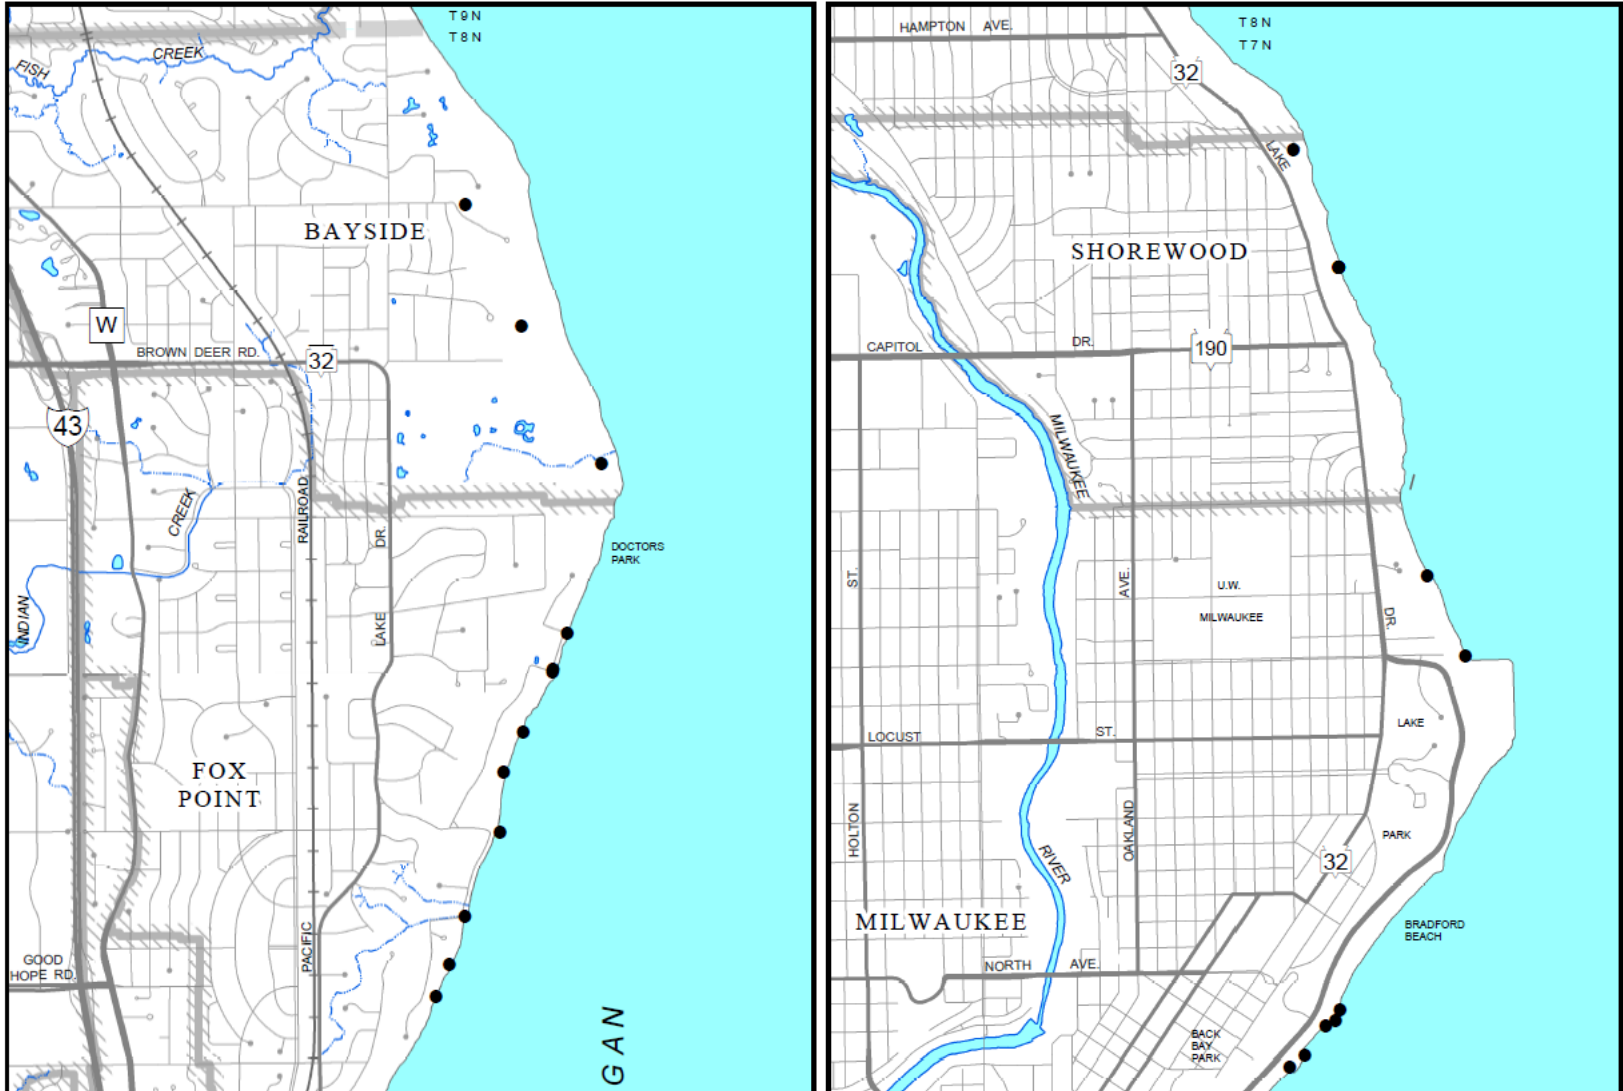 T 9 N
T 8 N
CREEK
FISH
BAYSIDE
W
BROWN DEER RD.
32
43
CREEK
RAILROAD
DR.
DOCTORS
PARK
INDIAN
LAKE
FOX
POINT
PACIFIC
GOOD
HOPE RD.
GAN
HAMPTON AVE.
T 8 N
T 7 N
32
LAKE
SHOREWOOD
CAPITOL
DR.
190
MILWAUKEE
ST.
AVE.
U.W.
MILWAUKEE
DR.
LOCUST
ST.
LAKE
HOLTON
OAKLAND
PARK
RIVER
32
MILWAUKEE
BRADFORD
BEACH
NORTH AVE.
BACK
BAY
PARK